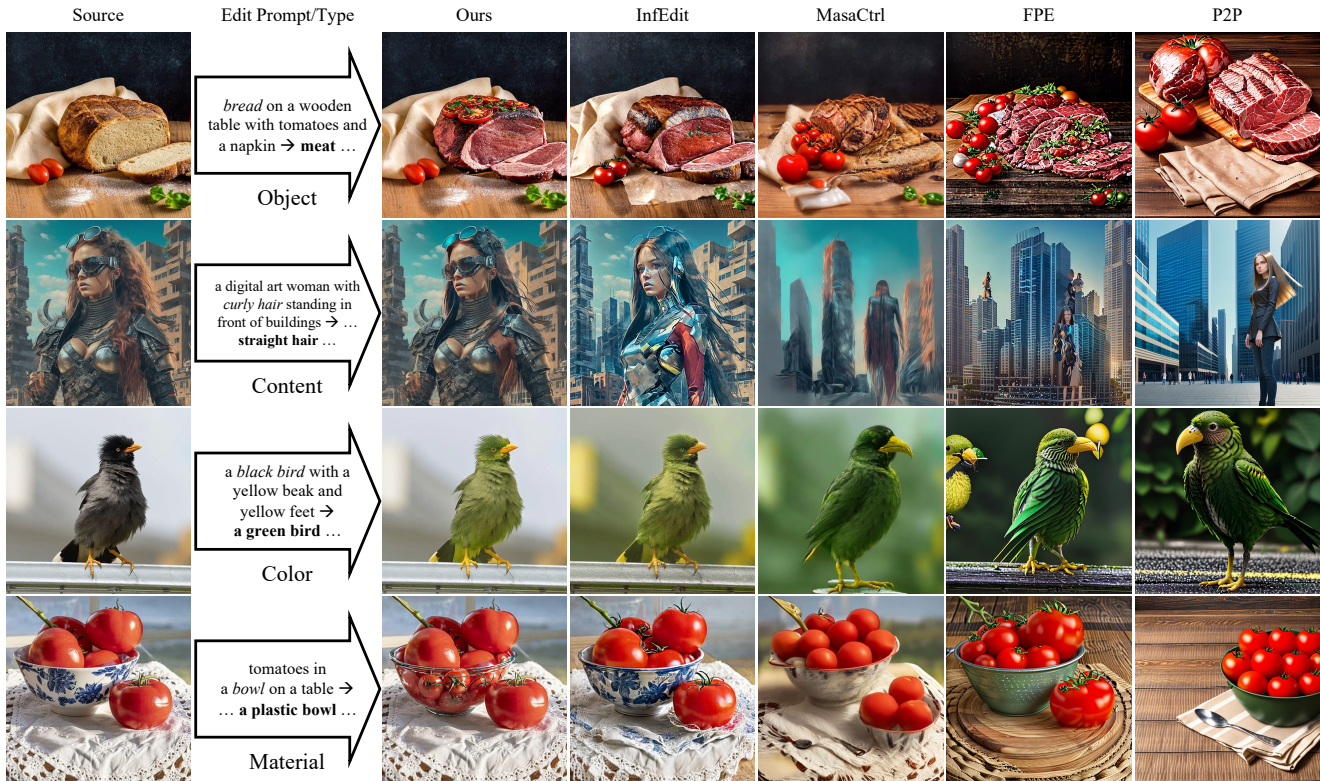 Source Edit Prompt/Type Ours InfEdit MasaCtrl FPE P2P
bread on a wooden
table with tomatoes and
a napkin → meat …
Object
a digital art woman with
curly hair standing in
front of buildings → …
straight hair …
Content
a black bird with a
yellow beak and
yellow feet →
a green bird …
Color
tomatoes in
a bowl on a table →
… a plastic bowl …
Material